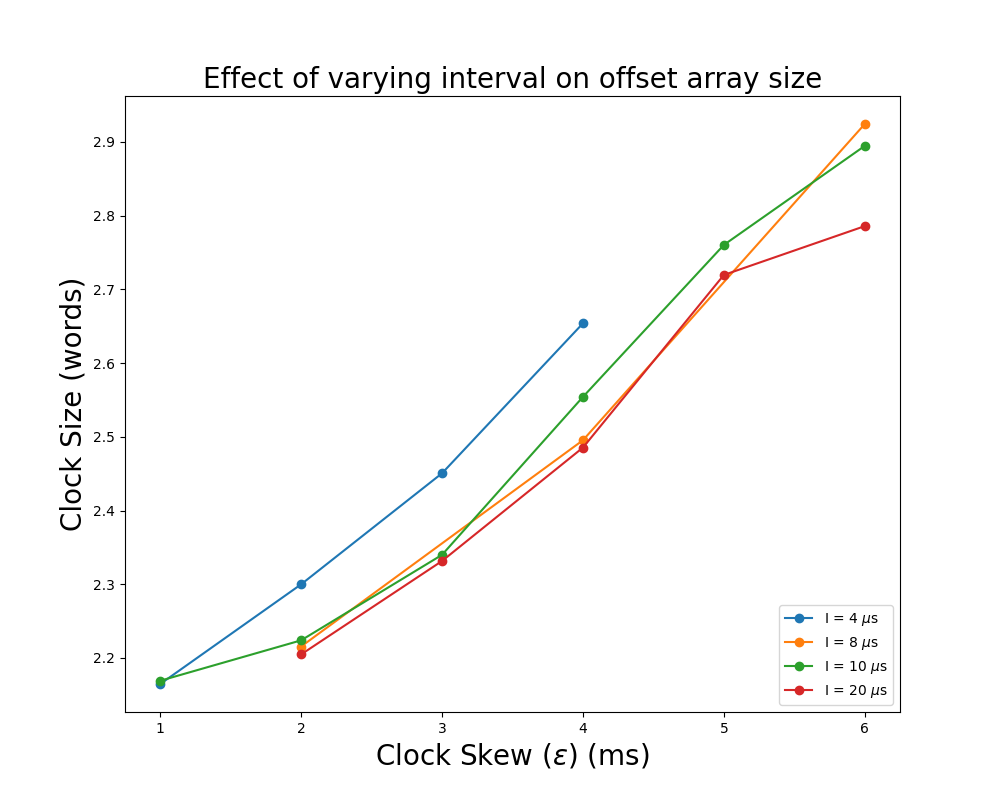 Effect of varying interval on offset array size
Clock Size (words)
2.9
2.8
2.7
2.6
2.5
2.4
2.3
2.2
I = 4 μs
I = 8 μs
I = 10 μs
I = 20 μs
1 2 3 4 5 6
Clock Skew (ε) (ms)